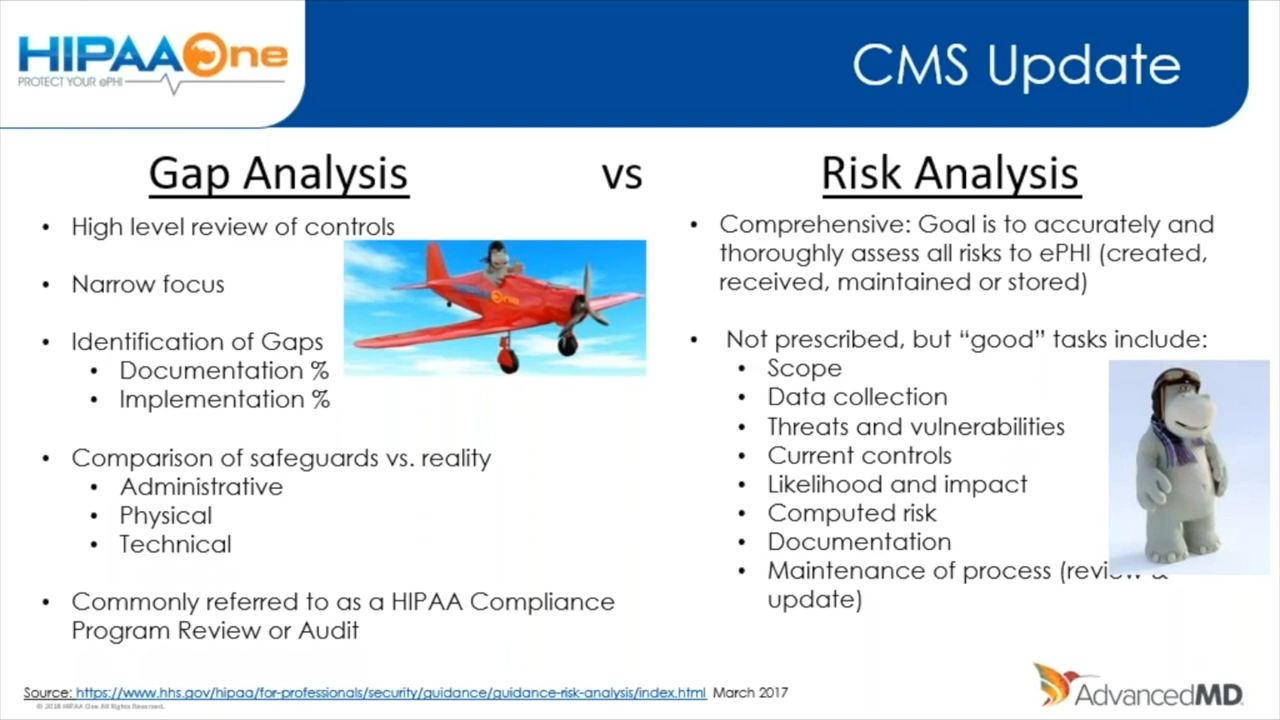 HIPAAOne
PROTECT YOUR ePHI
CMS Update
Gap Analysis
vs
Risk Analysis
• High level review of controls
• Narrow focus
• Identification of Gaps
• Documentation %
• Implementation %
• Comparison of safeguards vs. reality
• Administrative
• Physical
• Technical
• Commonly referred to as a HIPAA Compliance
Program Review or Audit
HIPAAOne
• Comprehensive: Goal is to accurately and
thoroughly assess all risks to ePHI (created,
received, maintained or stored)
• Not prescribed, but “good” tasks include:
• Scope
• Data collection
• Threats and vulnerabilities
• Current controls
• Likelihood and impact
• Computed risk
• Documentation
• Maintenance of process (review &
update)
Source: https://www.hhs.gov/hipaa/for-professionals/security/guidance/guidance-risk-analysis/index.html March 2017
© 2018 HIPAA One All Rights Reserved.
AdvancedMD